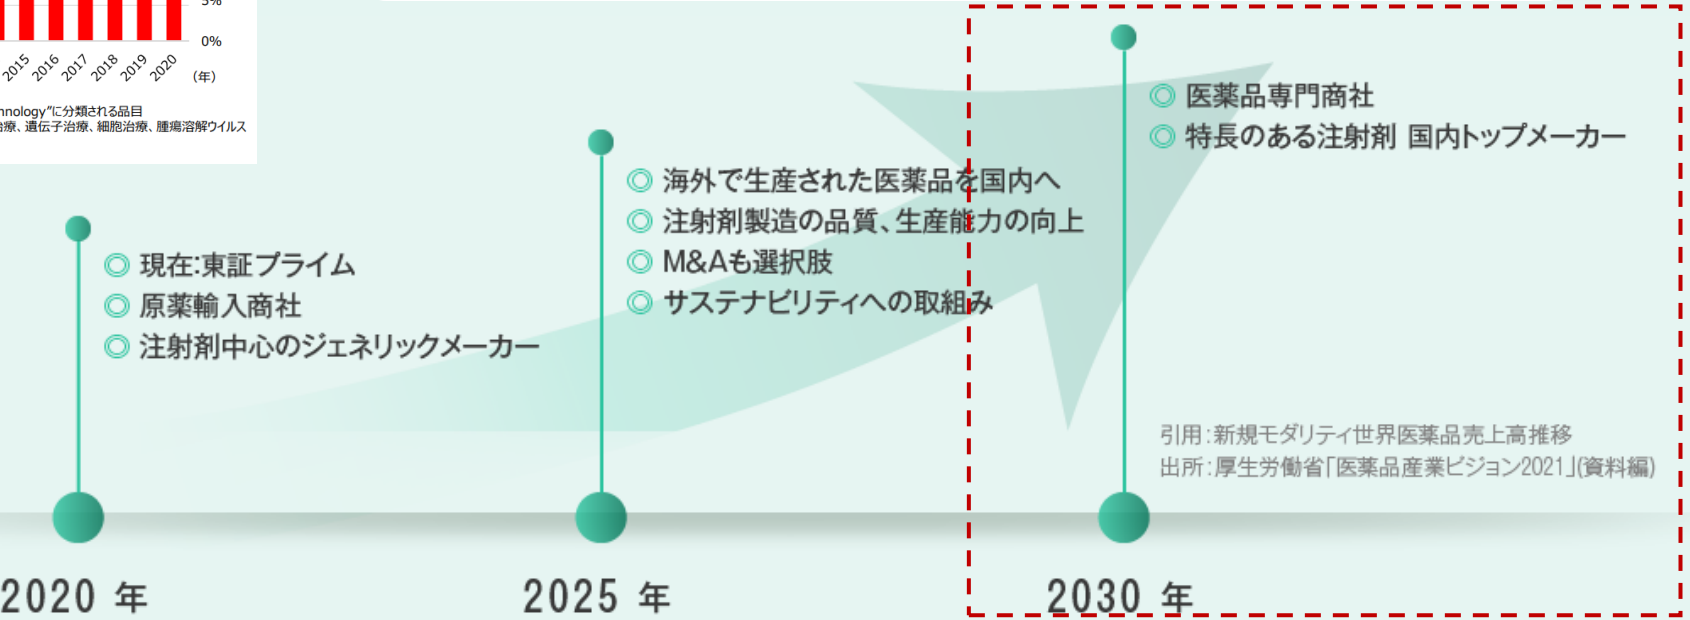 5%
0%
2015 2016 2017 2018 2019 2020
（年）
nology”に分類される品目
治療、遺伝子治療、細胞治療、腫瘍溶解ウイルス
◎ 現在：東証プライム
◎ 原薬輸入商社
◎ 注射剤中心のジェネリックメーカー
2020 年
◎ 海外で生産された医薬品を国内へ
◎ 注射剤製造の品質、生産能力の向上
◎ M&Aも選択肢
◎ サステナビリティへの取組み
2025 年
◎ 医薬品専門商社
◎ 特長のある注射剤 国内トップメーカー
引用：新規モダリティ世界医薬品売上高推移
出所：厚生労働省「医薬品産業ビジョン2021」(資料編)
2030 年